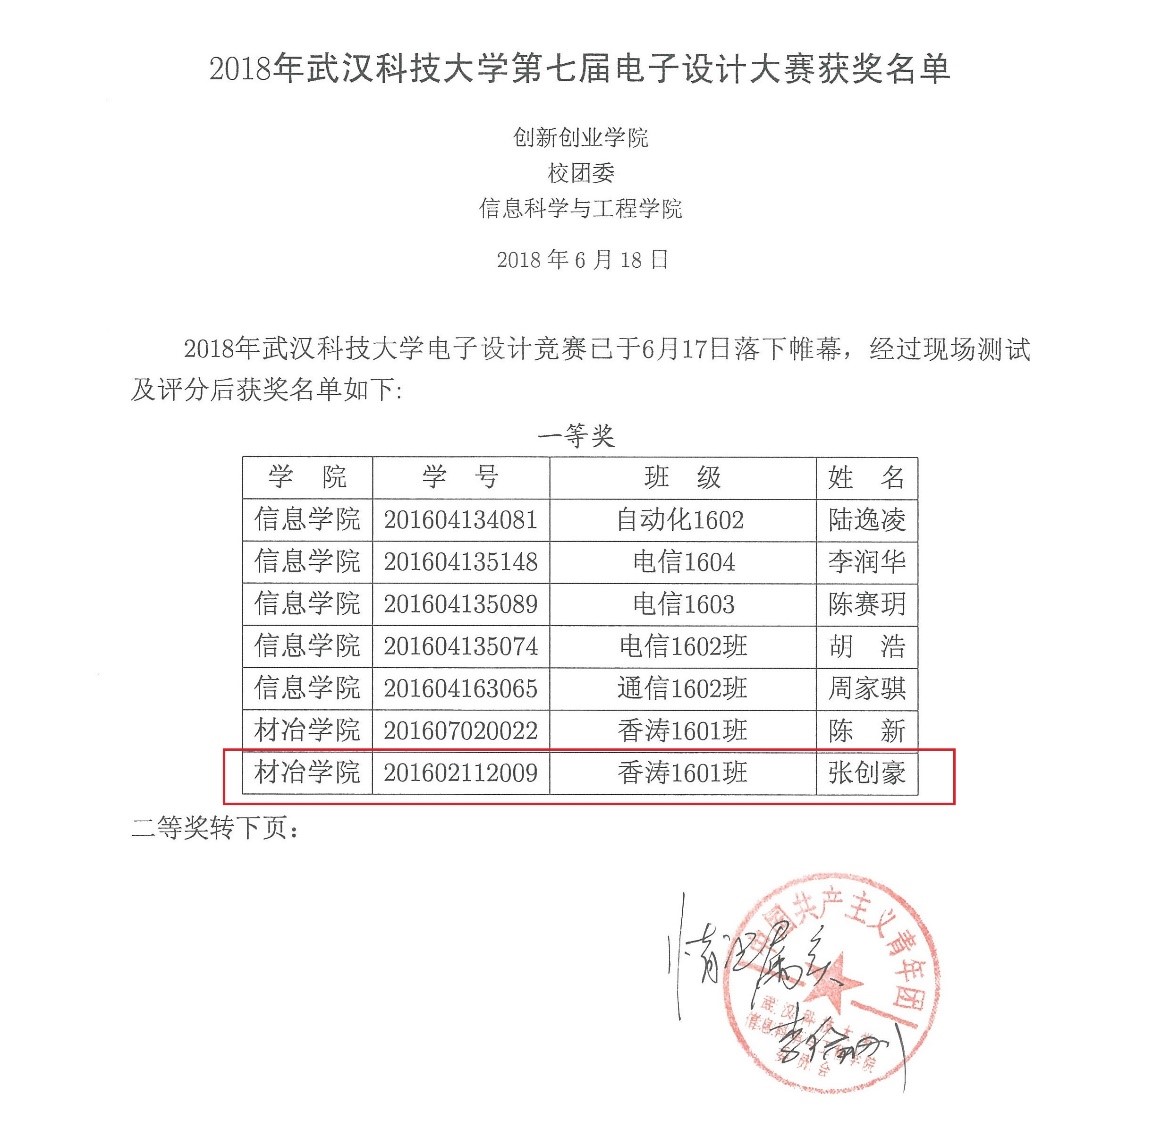 2018年武汉科技大学第七届电子设计大赛获奖名单
创新创业学院
校团委
信息科学与工程学院
2018 年 6 月 18 日
2018年武汉科技大学电子设计竞赛已于6月17日落下帷幕，经过现场测试
及评分后获奖名单如下:
一等奖
学 院 学 号 班 级 姓 名
信息学院 201604134081 自动化1602 陆逸凌
信息学院 201604135148 电信1604 李润华
信息学院 201604135089 电信1603 陈赛玥
信息学院 201604135074 电信1602班 胡 浩
信息学院 201604163065 通信1602班 周家骐
材冶学院 201607020022 香涛1601班 陈 新
材冶学院 201602112009 香涛1601班 张创豪
二等奖转下页：
中国共产主义青年团
武汉科技大学
信息科学与工程学院
委员会
情况属实